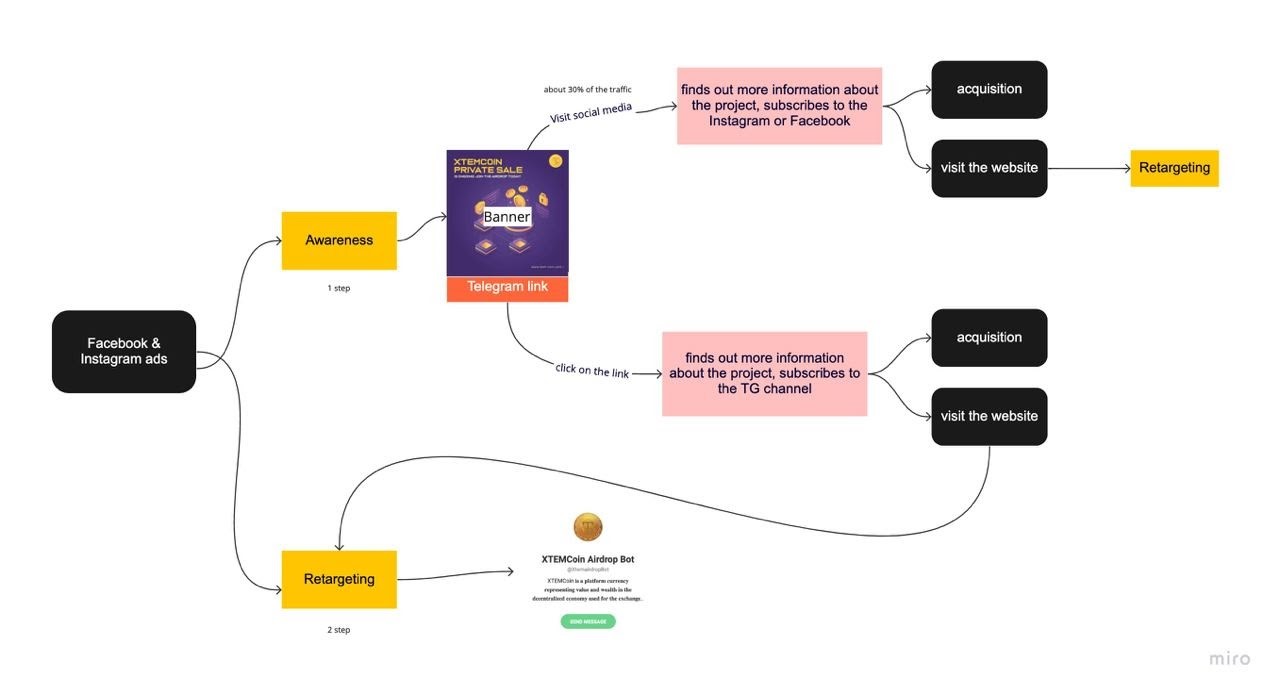 about 30% of the traffic
Visit social media
finds out more information about
the project, subscribes to the
Instagram or Facebook
acquisition
visit the website
Retargeting
XTEMCOIN
PRIVATE SALE
IS ONGOING JOIN THE AIRDROP TODAY
Banner
Telegram link
Awareness
1 step
Facebook &
Instagram ads
click on the link
finds out more information
about the project, subscribes to
the TG channel
acquisition
visit the website
Retargeting
2 step
XTEMCoin Airdrop Bot
@XtemairdropBot
XTEMCoin is a platform currency
representing value and wealth in the
decentralized economy used for the exchange..
SEND MESSAGE
miro